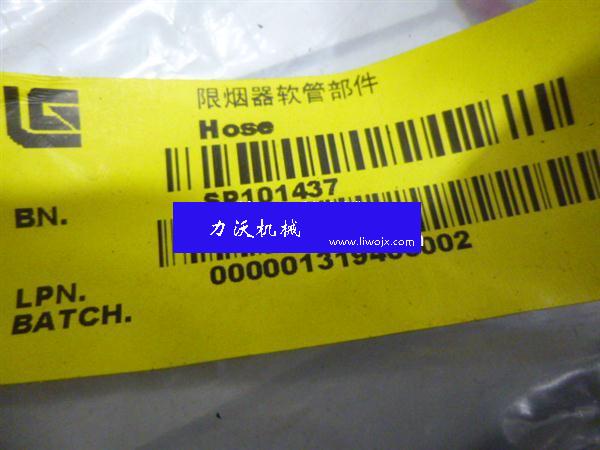 限烟器软管部件
Hose
BN.
SP101437
力沃机械
www.liwojx.com
LPN.
BATCH.